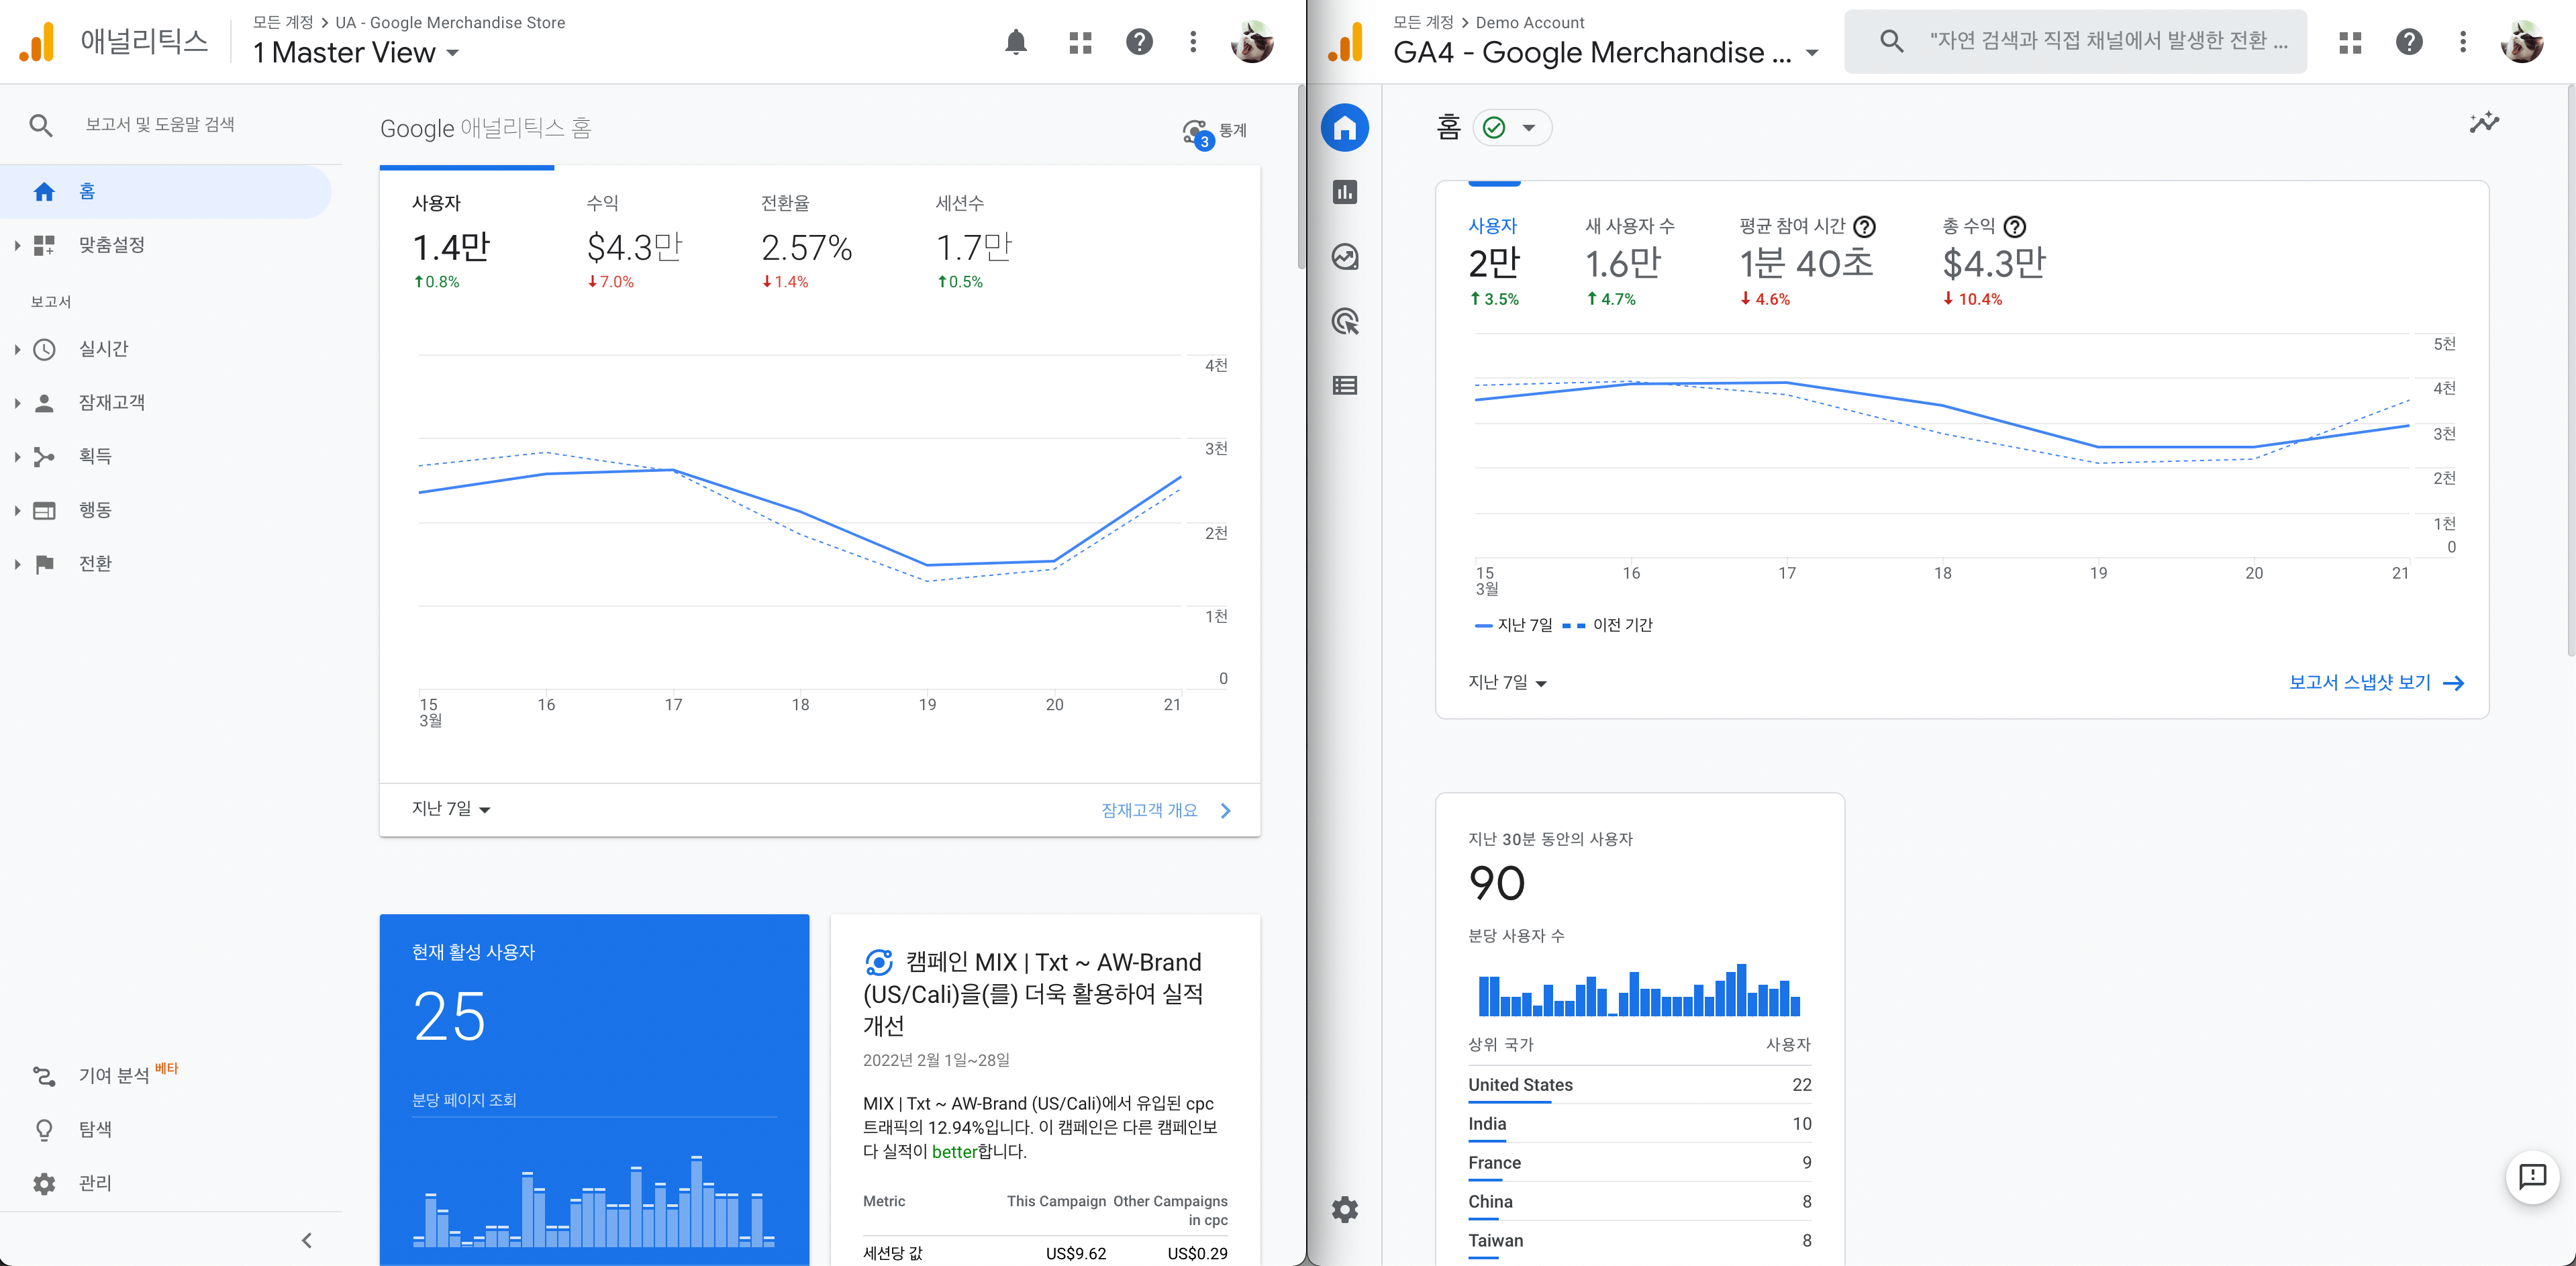 애널리틱스
모든 계정 > UA - Google Merchandise Store
1 Master View
보고서 및 도움말 검색
홈
맞춤설정
보고서
실시간
잠재고객
획득
행동
전환
기여 분석 베타
탐색
관리
Google 애널리틱스 홈
3 통계
사용자 수익 전환율 세션수
1.4만 $4.3만 2.57% 1.7만
↑0.8% ↓7.0% ↓1.4% ↑0.5%
4천
3천
2천
1천
0
15 16 17 18 19 20 21
3월
지난 7일
잠재고객 개요
현재 활성 사용자
25
분당 페이지 조회
캠페인 MIX | Txt ~ AW-Brand
(US/Cali)을(를) 더욱 활용하여 실적
개선
2022년 2월 1일~28일
MIX | Txt ~ AW-Brand (US/Cali)에서 유입된 cpc
트래픽의 12.94%입니다. 이 캠페인은 다른 캠페인보
다 실적이 better합니다.
Metric This Campaign Other Campaigns
in cpc
세션당 값 US$9.62 US$0.29
모든 계정 > Demo Account
GA4 - Google Merchandise ...
"자연 검색과 직접 채널에서 발생한 전환 ...
홈
사용자 새 사용자 수 평균 참여 시간 총 수익
2만 1.6만 1분 40초 $4.3만
↑ 3.5% ↑ 4.7% ↓ 4.6% ↓ 10.4%
5천
4천
3천
2천
1천
0
15 16 17 18 19 20 21
3월
지난 7일 이전 기간
지난 7일
보고서 스냅샷 보기 →
지난 30분 동안의 사용자
90
분당 사용자 수
상위 국가 사용자
United States 22
India 10
France 9
China 8
Taiwan 8